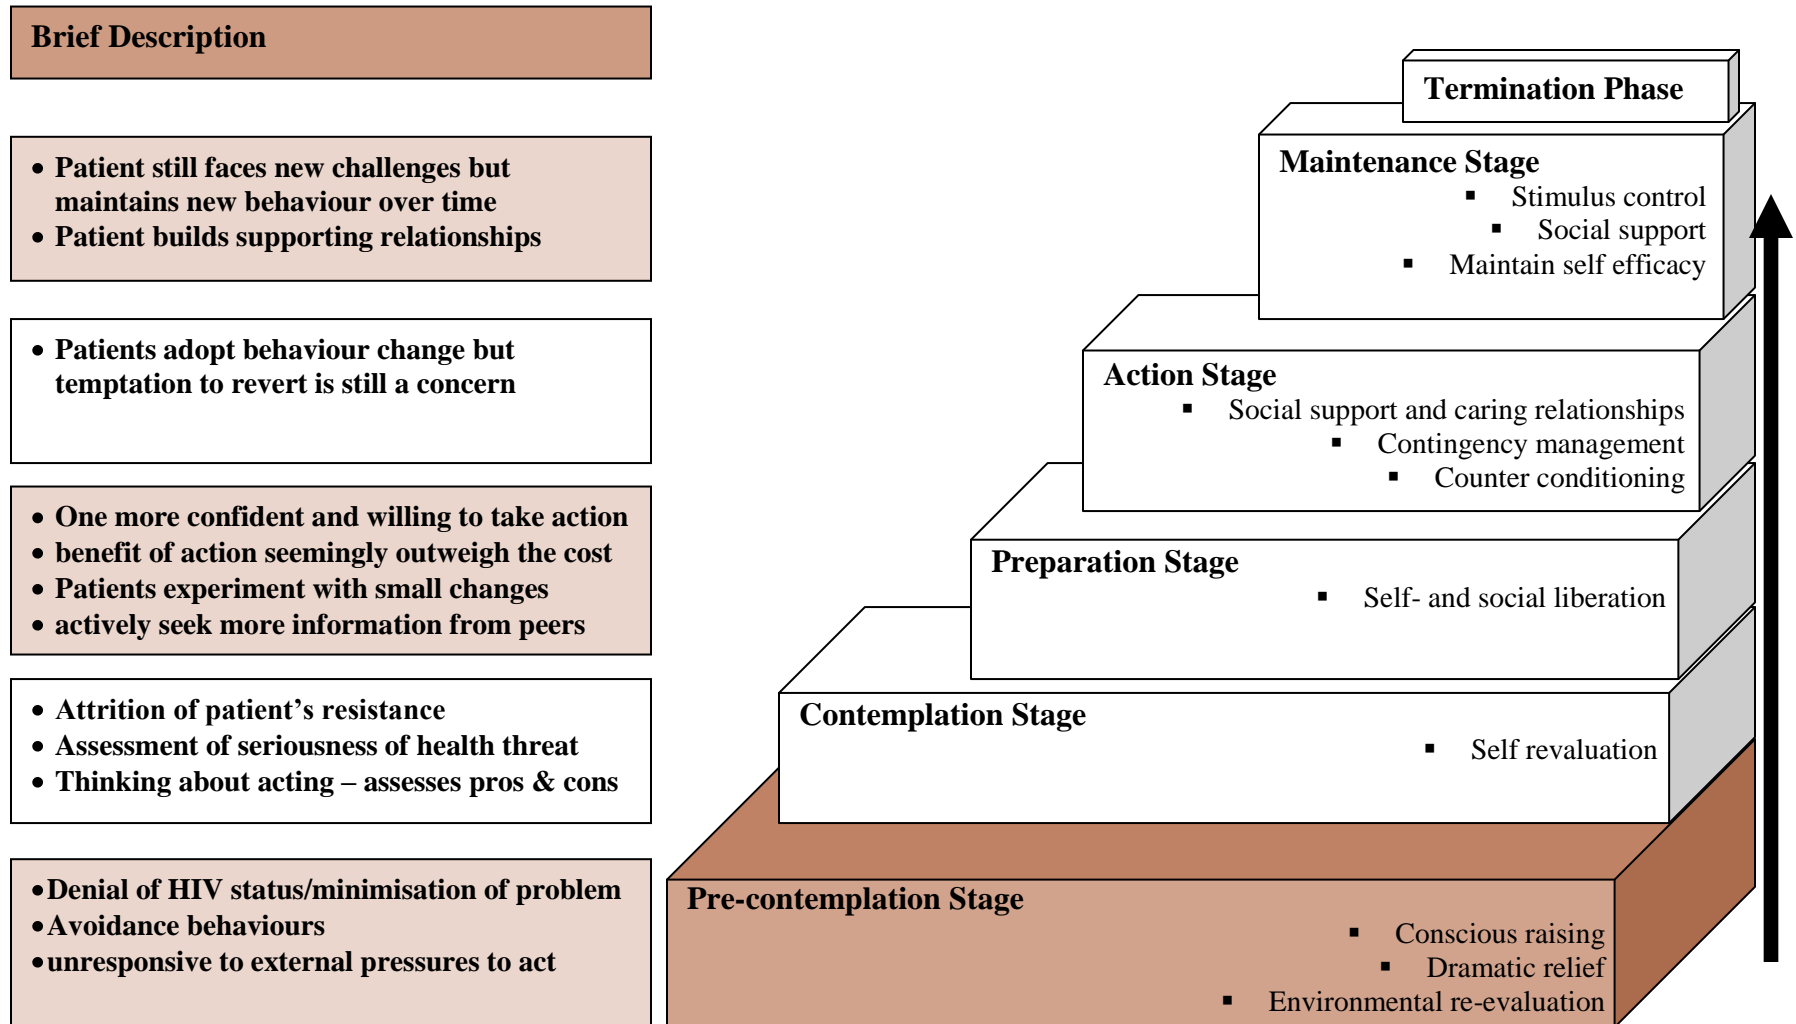 Brief Description
• Patient still faces new challenges but
maintains new behaviour over time
• Patient builds supporting relationships
• Patients adopt behaviour change but
temptation to revert is still a concern
• One more confident and willing to take action
• benefit of action seemingly outweigh the cost
• Patients experiment with small changes
• actively seek more information from peers
• Attrition of patient’s resistance
• Assessment of seriousness of health threat
• Thinking about acting – assesses pros & cons
• Denial of HIV status/minimisation of problem
• Avoidance behaviours
• unresponsive to external pressures to act
Termination Phase
Maintenance Stage
▪ Stimulus control
▪ Social support
▪ Maintain self efficacy
Action Stage
▪ Social support and caring relationships
▪ Contingency management
▪ Counter conditioning
Preparation Stage
▪ Self- and social liberation
Contemplation Stage
▪ Self revaluation
Pre-contemplation Stage
▪ Conscious raising
▪ Dramatic relief
▪ Environmental re-evaluation